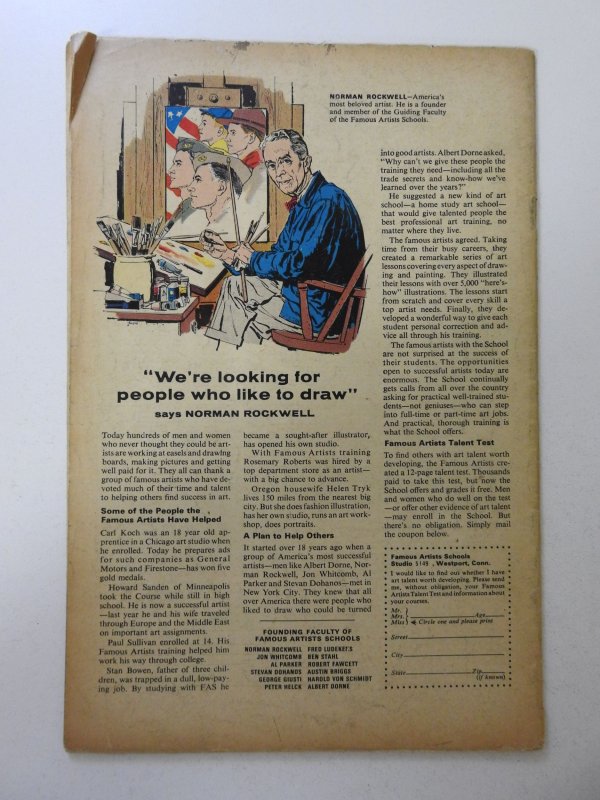 NORMAN ROCKWELL—America's
most beloved artist. He is a founder
and member of the Guiding Faculty
of the Famous Artists Schools.
"We're looking for
people who like to draw"
says NORMAN ROCKWELL
Today hundreds of men and women
who never thought they could be art-
ists are working at easels and drawing
boards, making pictures and getting
well paid for it. They all can thank a
group of famous artists who have de-
voted much of their time and talent
to helping others find success in art.
Some of the People the
Famous Artists Have Helped
Carl Koch was an 18 year old ap-
prentice in a Chicago art studio when
he enrolled. Today he prepares ads
for such companies as General
Motors and Firestone—has won five
gold medals.
Howard Sanden of Minneapolis
took the Course while still in high
school. He is now a successful artist
—last year he and his wife traveled
through Europe and the Middle East
on important art assignments.
Paul Sullivan enrolled at 14. His
Famous Artists training helped him
work his way through college.
Stan Bowen, father of three chil-
dren, was trapped in a dull, low-pay-
ing job. By studying with FAS he
became a sought-after illustrator,
has opened his own studio.
With Famous Artists training
Rosemary Roberts was hired by a
top department store as an artist—
with a big chance to advance.
Oregon housewife Helen Tryk
lives 150 miles from the nearest big
city. But she does fashion illustration,
has her own studio, runs an art work-
shop, does portraits.
A Plan to Help Others
It started over 18 years ago when a
group of America's most successful
artists—men like Albert Dorne, Nor-
man Rockwell, Jon Whitcomb, Al
Parker and Stevan Dohanos—met in
New York City. They knew that all
over America there were people who
liked to draw who could be turned
FOUNDING FACULTY OF
FAMOUS ARTISTS SCHOOLS
NORMAN ROCKWELL FRED LUDEKENS
JON WHITCOMB BEN STAHL
AL PARKER ROBERT FAWCETT
STEVAN DOHANOS AUSTIN BRIGGS
GEORGE GIUSTI HAROLD VON SCHMIDT
PETER HELCK ALBERT DORNE
into good artists. Albert Dorne asked,
"Why can't we give these people the
training they need—including all the
trade secrets and know-how we've
learned over the years?"
He suggested a new kind of art
school—a home study art school—
that would give talented people the
best professional art training, no
matter where they live.
The famous artists agreed. Taking
time from their busy careers, they
created a remarkable series of art
lessons covering every aspect of draw-
ing and painting. They illustrated
their lessons with over 5,000 "here's-
how" illustrations. The lessons start
from scratch and cover every skill a
top artist needs. Finally, they de-
veloped a wonderful way to give each
student personal correction and ad-
vice all through his training.
The famous artists with the School
are not surprised at the success of
their students. The opportunities
open to successful artists today are
enormous. The School continually
gets calls from all over the country
asking for practical well-trained stu-
dents—not geniuses—who can step
into full-time or part-time art jobs.
And practical, thorough training is
what the School offers.
Famous Artists Talent Test
To find others with art talent worth
developing, the Famous Artists cre-
ated a 12-page talent test. Thousands
paid to take this test, but now the
School offers and grades it free. Men
and women who do well on the test
—or offer other evidence of art talent
—may enroll in the School. But
there's no obligation. Simply mail
the coupon below.
Famous Artists Schools
Studio 5149, Westport, Conn.
I would like to find out whether I have
art talent worth developing. Please send
me, without obligation, your Famous
Artists Talent Test and information about
your courses.
Mr.
Mrs. Age
Miss Circle one and please print
Street
City
State Zip
(if known)